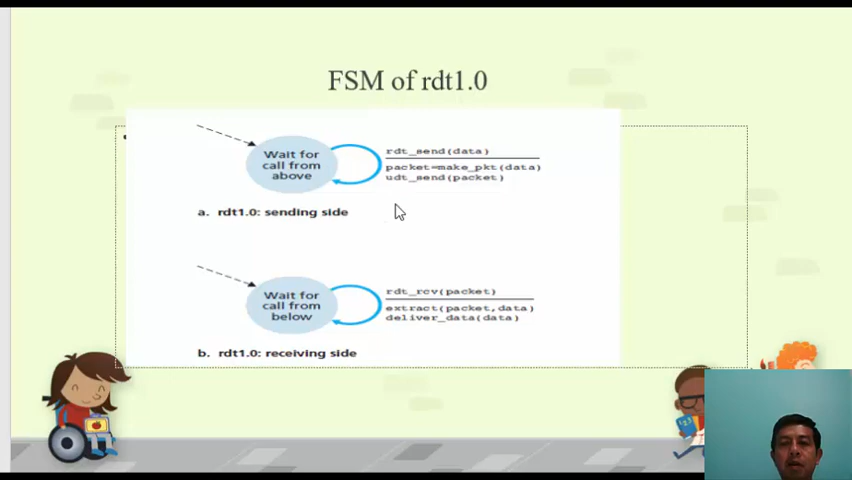 FSM of rdt1.0
Wait for
call from
above
rdt_send(data)
packet=make_pkt(data)
udt_send(packet)
a. rdt1.0: sending side
Wait for
call from
below
rdt_rcv(packet)
extract(packet,data)
deliver_data(data)
b. rdt1.0: receiving side